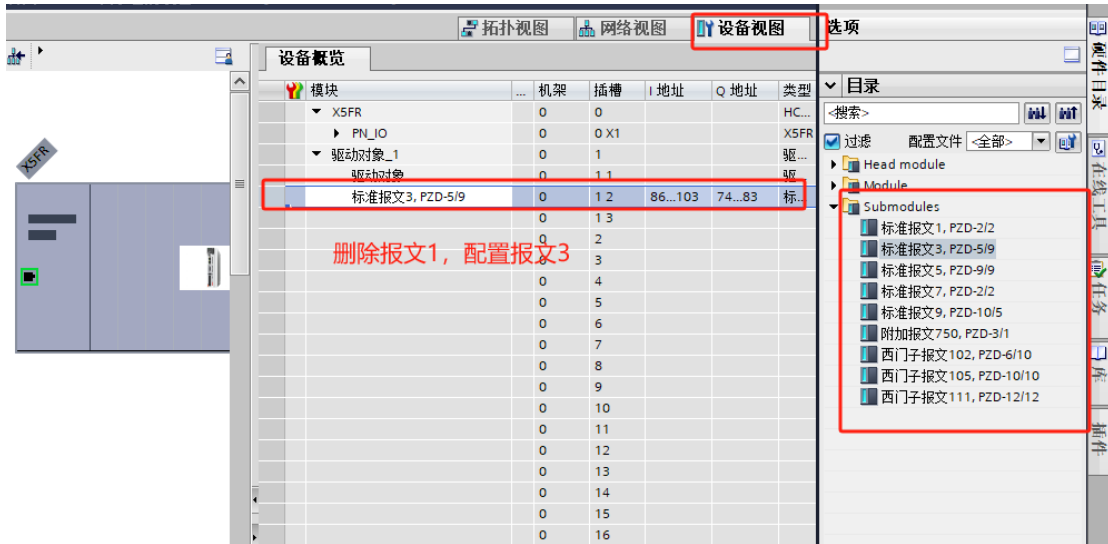 拓扑视图 网络视图 设备视图 选项
设备概览
模块 ... 机架 插槽 I 地址 Q 地址 类型
X5FR 0 0 HC...
PN_IO 0 0 X1 X5FR
驱动对象_1 0 1 驱...
驱动对象 0 1 1 驱
标准报文3, PZD-5/9 0 1 2 86...103 74...83 标...
0 1 3
0 2
0 3
0 4
0 5
0 6
0 7
0 8
0 9
0 10
0 11
0 12
0 13
0 14
0 15
0 16
删除报文1，配置报文3
X5FR
目录
<搜索>
过滤 配置文件 <全部>
Head module
Module
Submodules
标准报文1, PZD-2/2
标准报文3, PZD-5/9
标准报文5, PZD-9/9
标准报文7, PZD-2/2
标准报文9, PZD-10/5
附加报文750, PZD-3/1
西门子报文102, PZD-6/10
西门子报文105, PZD-10/10
西门子报文111, PZD-12/12
硬件目录
在线工具
任务
库
插件